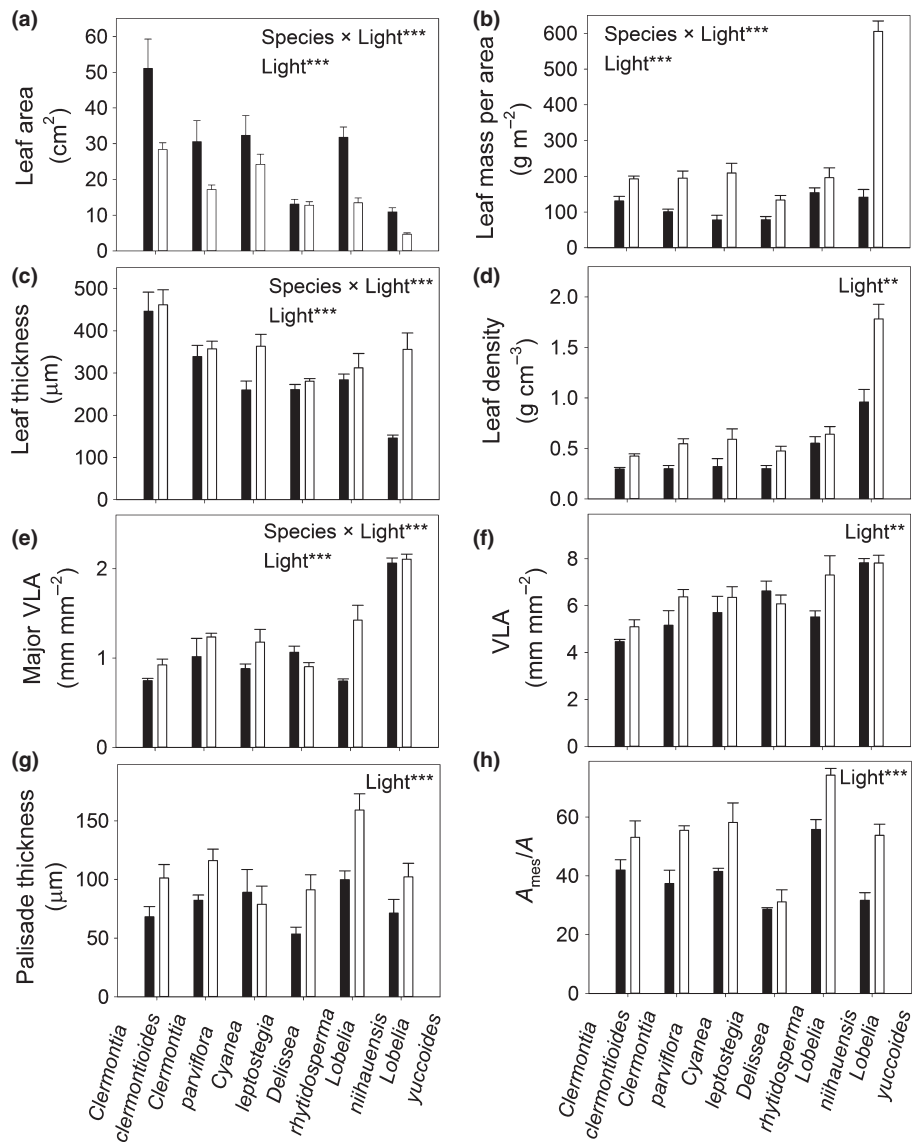 (a)
Leaf area
(cm²)
60
50
40
30
20
10
0
Species × Light***
Light***
(b)
Leaf mass per area
(g m⁻²)
600
500
400
300
200
100
0
Species × Light***
Light***
(c)
Leaf thickness
(μm)
500
400
300
200
100
0
Species × Light***
Light***
(d)
Leaf density
(g cm⁻³)
2.0
1.5
1.0
0.5
0.0
Light**
(e)
Major VLA
(mm mm⁻²)
2
1
0
Species × Light***
Light***
(f)
VLA
(mm mm⁻²)
8
6
4
2
0
Light**
(g)
Palisade thickness
(μm)
150
100
50
0
Light***
(h)
Ames/A
60
40
20
0
Light***
Clermontia
clermontioides
Clermontia
parviflora
Cyanea
leptostegia
Delissea
rhytidosperma
Lobelia
niihauensis
Lobelia
yuccoides
Clermontia
clermontioides
Clermontia
parviflora
Cyanea
leptostegia
Delissea
rhytidosperma
Lobelia
niihauensis
Lobelia
yuccoides